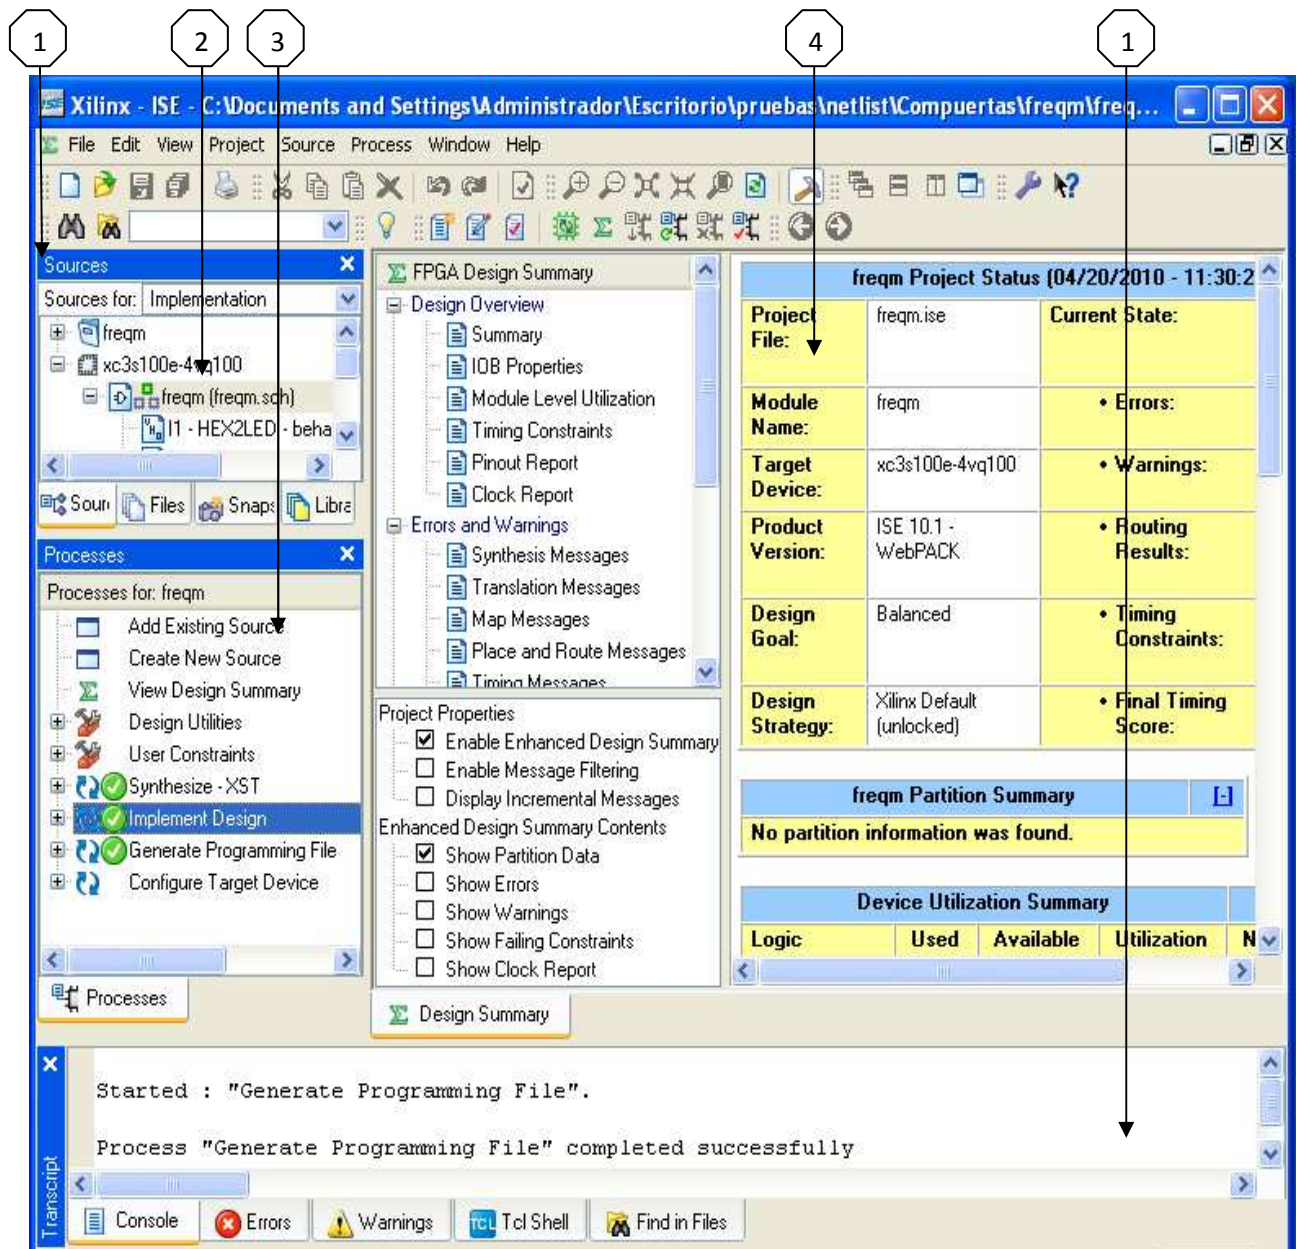 1
2
3
4
1
Xilinx - ISE - C:\Documents and Settings\Administrador\Escritorio\pruebas\netlist\Compuertas\freqm\freq...
File Edit View Project Source Process Window Help
Sources
Sources for: Implementation
freqm
xc3s100e-4vq100
freqm (freqm.sch)
I1 - HEX2LED - beha
Sour
Files
Snaps
Libra
Processes
Processes for: freqm
Add Existing Source
Create New Source
View Design Summary
Design Utilities
User Constraints
Synthesize - XST
Implement Design
Generate Programming File
Configure Target Device
Processes
FPGA Design Summary
Design Overview
Summary
IOB Properties
Module Level Utilization
Timing Constraints
Pinout Report
Clock Report
Errors and Warnings
Synthesis Messages
Translation Messages
Map Messages
Place and Route Messages
Timing Messages
Project Properties
Enable Enhanced Design Summary
Enable Message Filtering
Display Incremental Messages
Enhanced Design Summary Contents
Show Partition Data
Show Errors
Show Warnings
Show Failing Constraints
Show Clock Report
Design Summary
freqm Project Status (04/20/2010 - 11:30:2
Project File: freqm.ise Current State:
Module Name: freqm • Errors:
Target Device: xc3s100e-4vq100 • Warnings:
Product Version: ISE 10.1 - WebPACK • Routing Results:
Design Goal: Balanced • Timing Constraints:
Design Strategy: Xilinx Default (unlocked) • Final Timing Score:
freqm Partition Summary [-]
No partition information was found.
Device Utilization Summary
Logic Used Available Utilization N
Transcript
Started : "Generate Programming File".
Process "Generate Programming File" completed successfully
Console
Errors
Warnings
TCL Tcl Shell
Find in Files